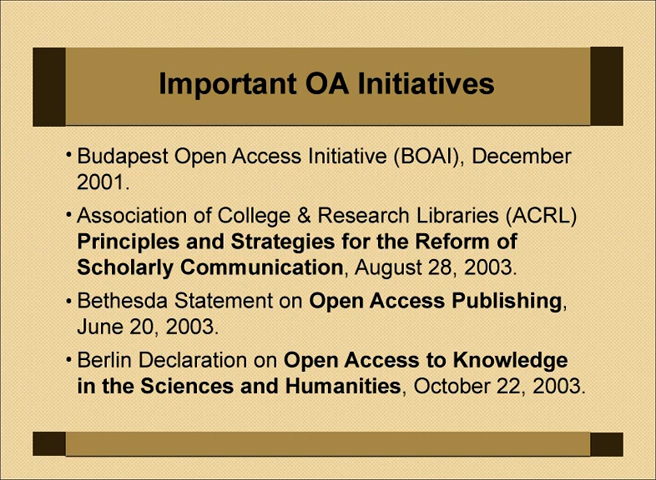 Important OA Initiatives
• Budapest Open Access Initiative (BOAI), December
2001.
• Association of College & Research Libraries (ACRL)
Principles and Strategies for the Reform of
Scholarly Communication, August 28, 2003.
• Bethesda Statement on Open Access Publishing,
June 20, 2003.
• Berlin Declaration on Open Access to Knowledge
in the Sciences and Humanities, October 22, 2003.